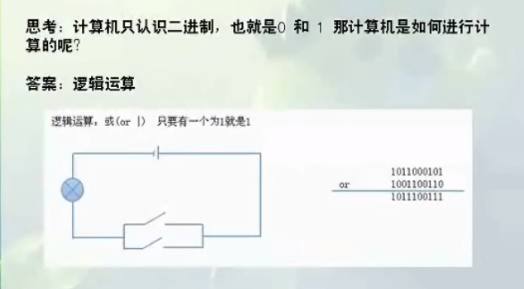 思考：计算机只认识二进制，也就是0 和 1 那计算机是如何进行计
算的呢?
答案：逻辑运算
逻辑运算，或(or |) 只要有一个为1就是1
1011000101
or 1001100110
1011100111